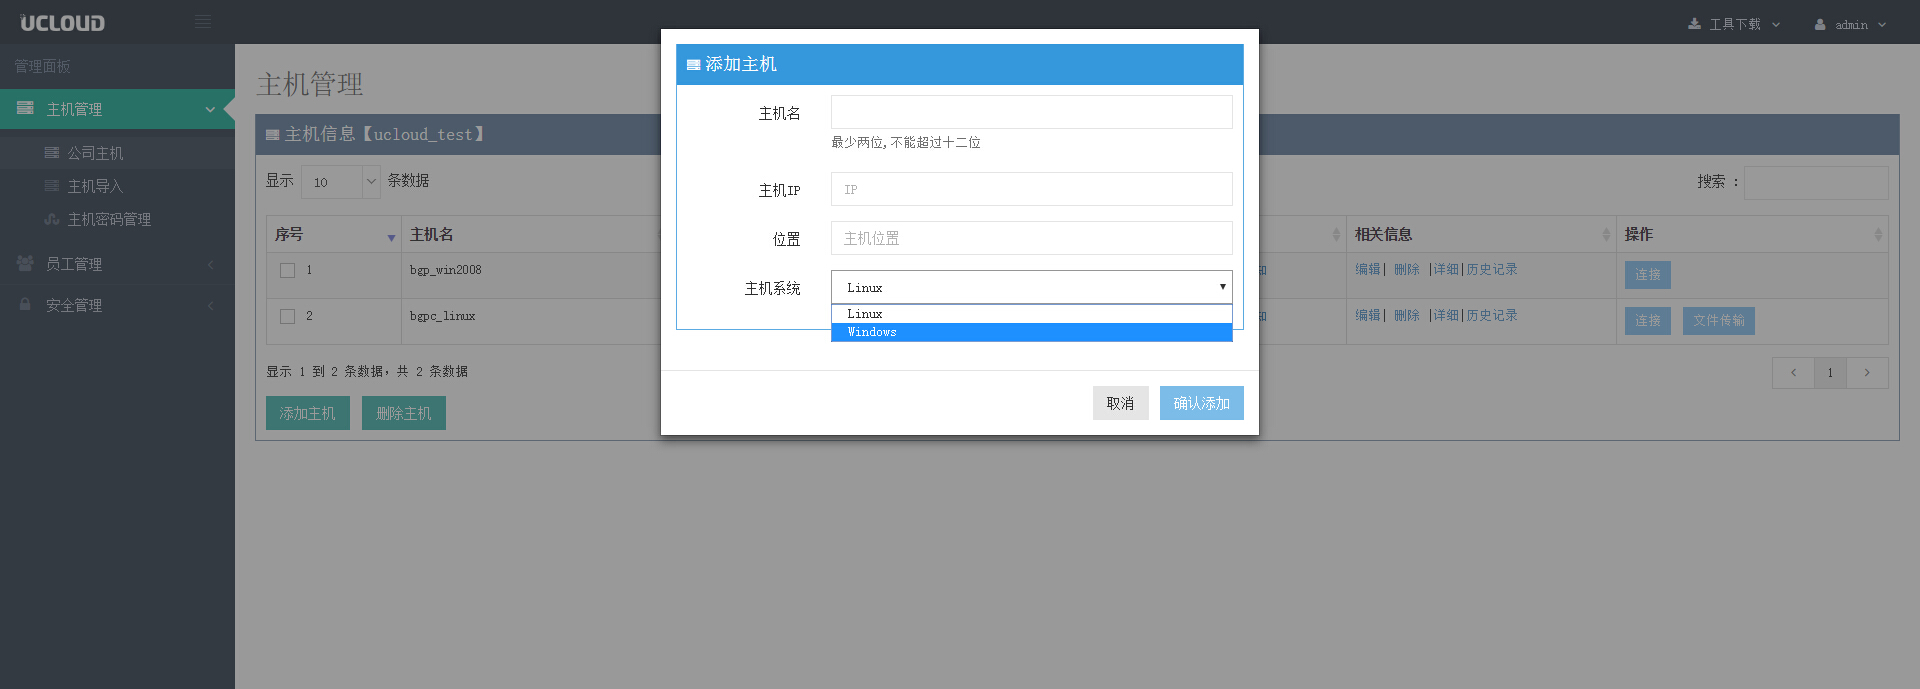 UCLOUD
工具下载
admin
管理面板
主机管理
公司主机
主机导入
主机密码管理
员工管理
安全管理
主机管理
主机信息【ucloud_test】
显示 10 条数据
搜索 :
序号 主机名 相关信息 操作
1 bgp_win2008 编辑| 删除 |详细|历史记录 连接
2 bgpc_linux 编辑| 删除 |详细|历史记录 连接 文件传输
显示 1 到 2 条数据，共 2 条数据
< 1 >
添加主机 删除主机
添加主机
主机名
最少两位,不能超过十二位
主机IP IP
位置 主机位置
主机系统 Linux
Linux
Windows
取消 确认添加